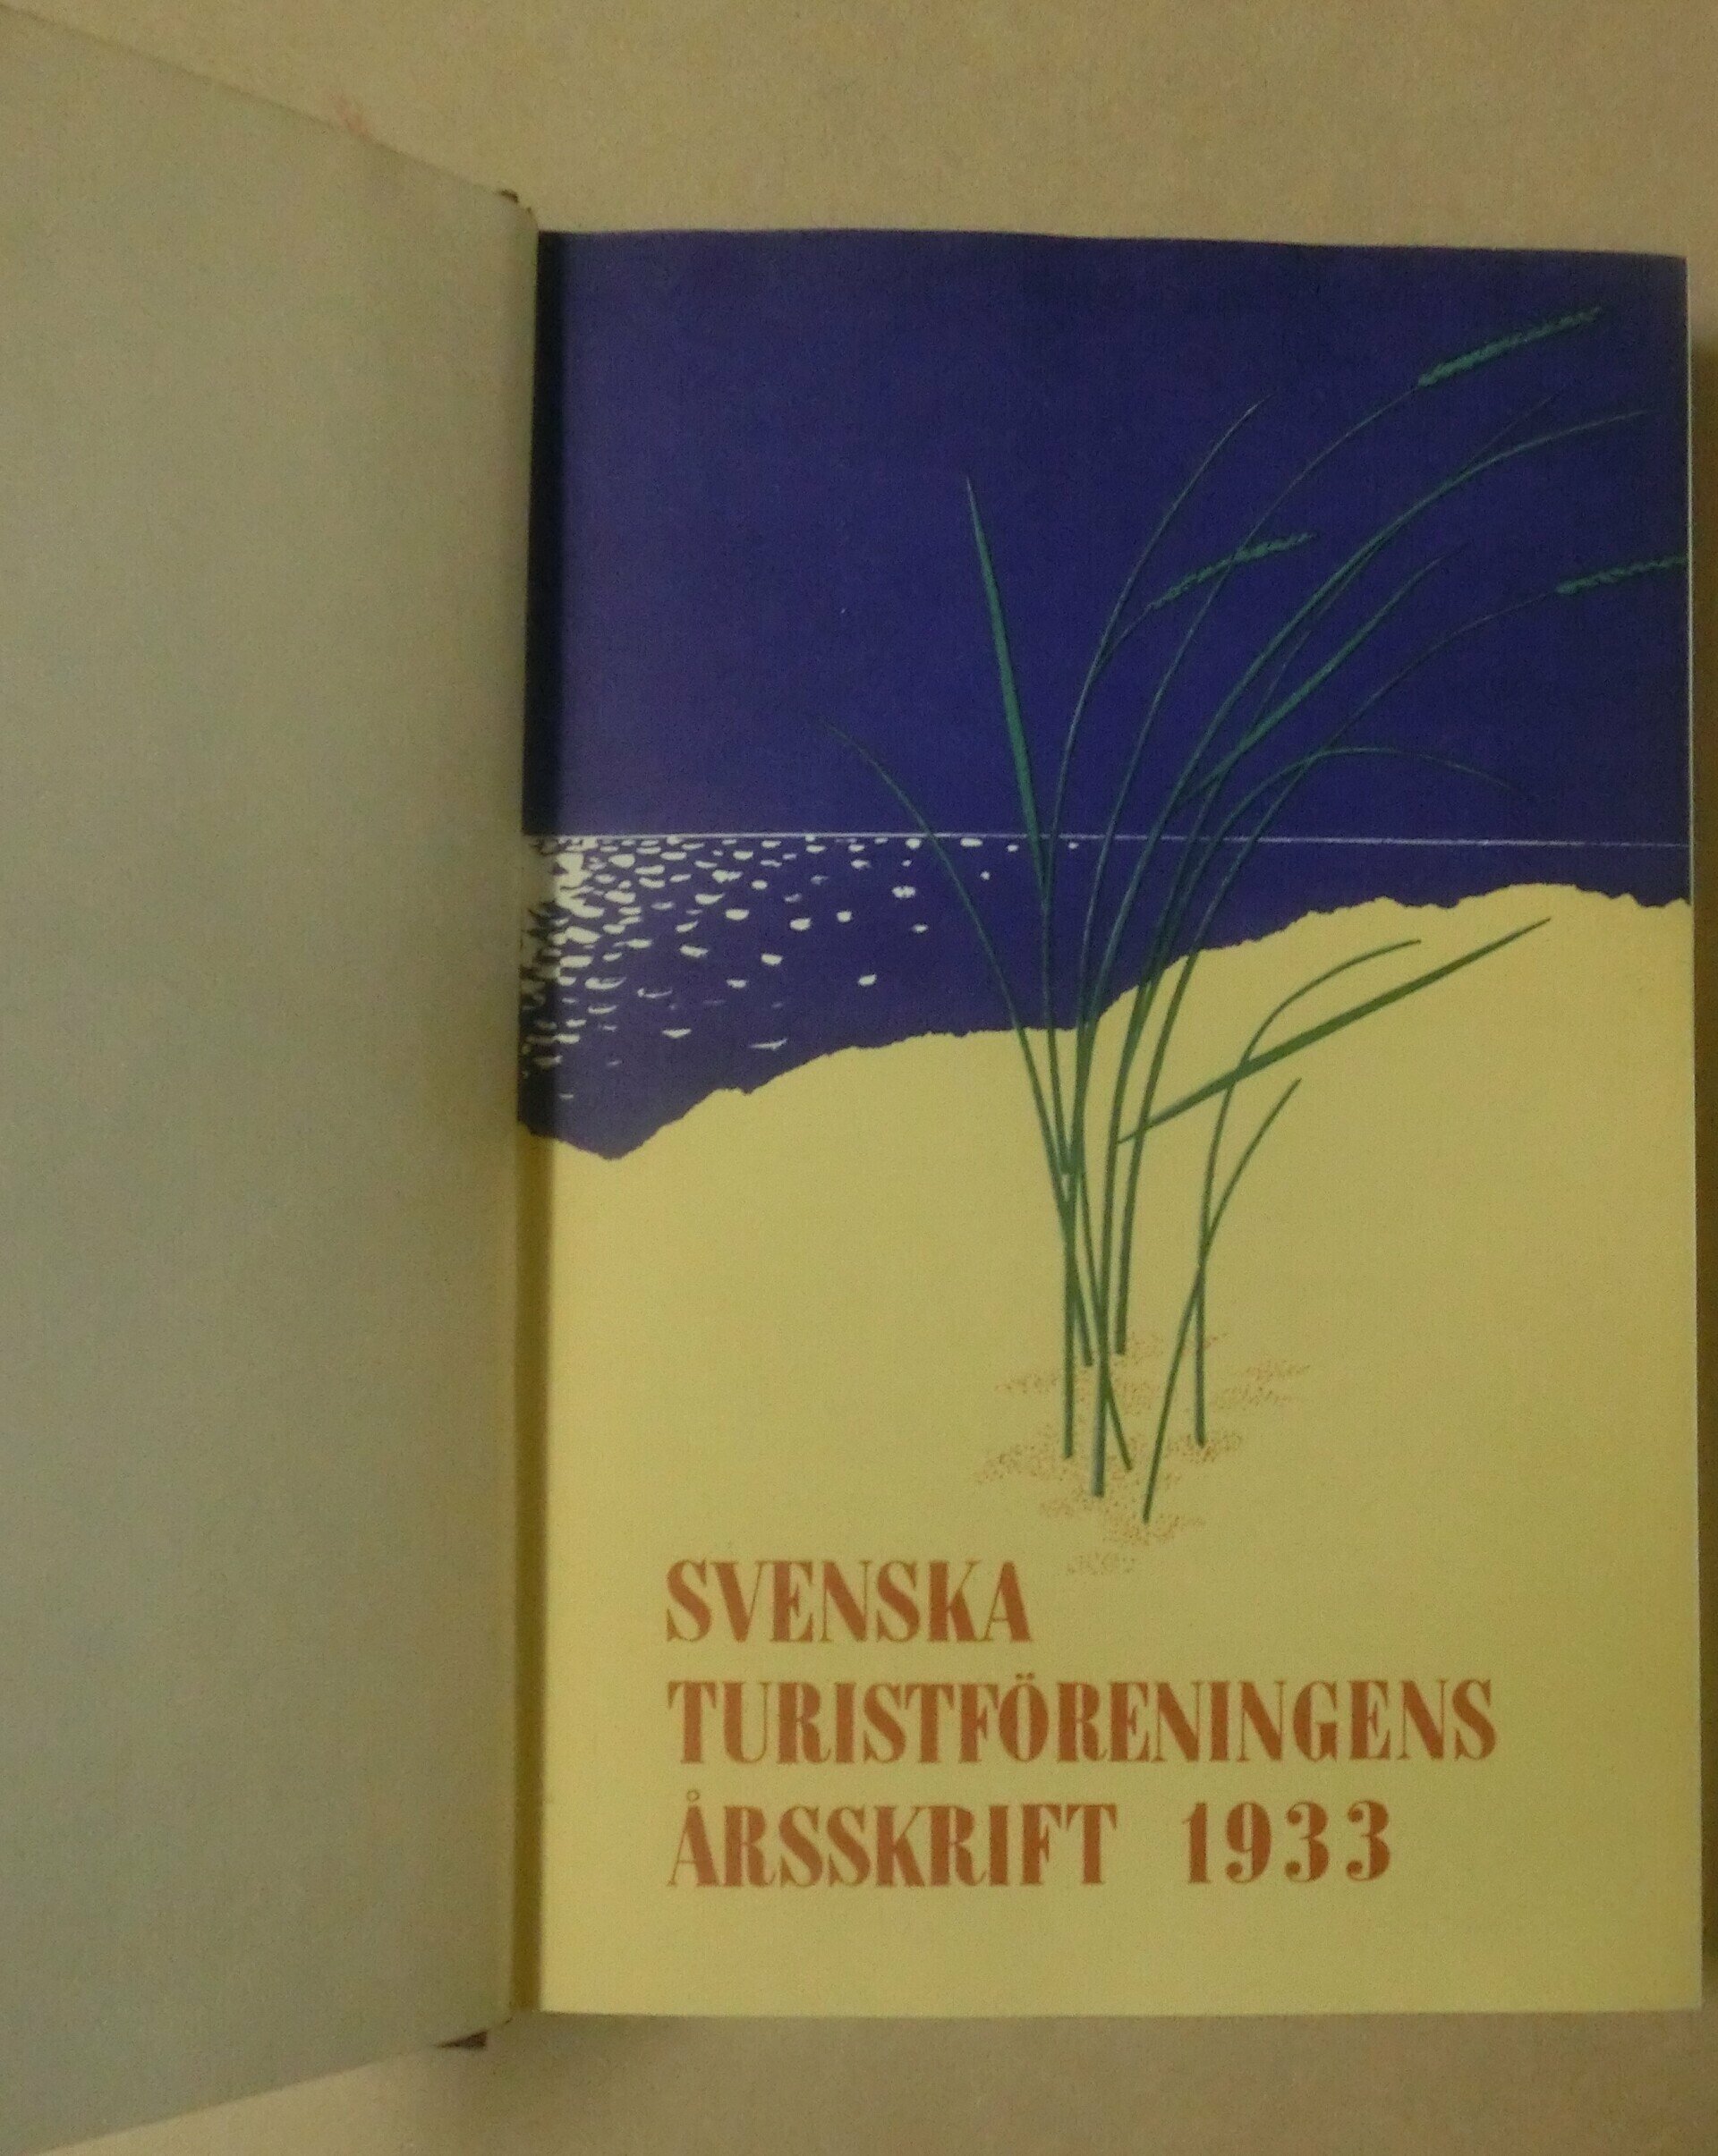 SVENSKA
TURISTFÖRENINGENS
ÅRSSKRIFT 1933